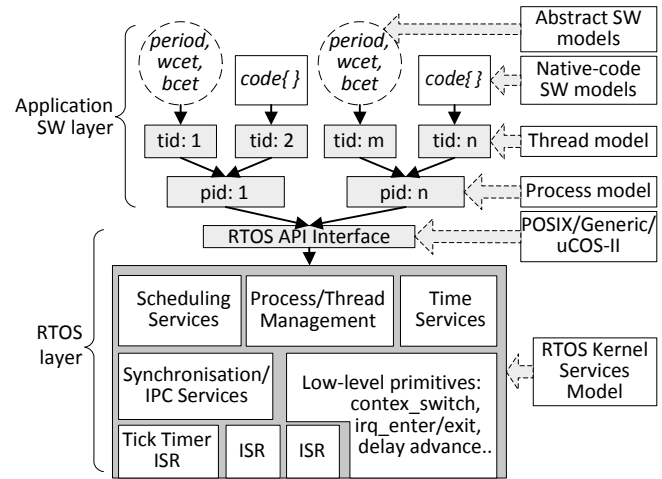 period,
wcet,
bcet
code{ }
period,
wcet,
bcet
code{ }
Abstract SW
models
Native-code
SW models
Application
SW layer
tid: 1
tid: 2
tid: m
tid: n
Thread model
pid: 1
pid: n
Process model
RTOS API Interface
POSIX/Generic/
uCOS-II
RTOS
layer
Scheduling
Services
Process/Thread
Management
Time
Services
Synchronisation/
IPC Services
Low-level primitives:
contex_switch,
irq_enter/exit,
delay advance..
Tick Timer
ISR
ISR
ISR
RTOS Kernel
Services
Model